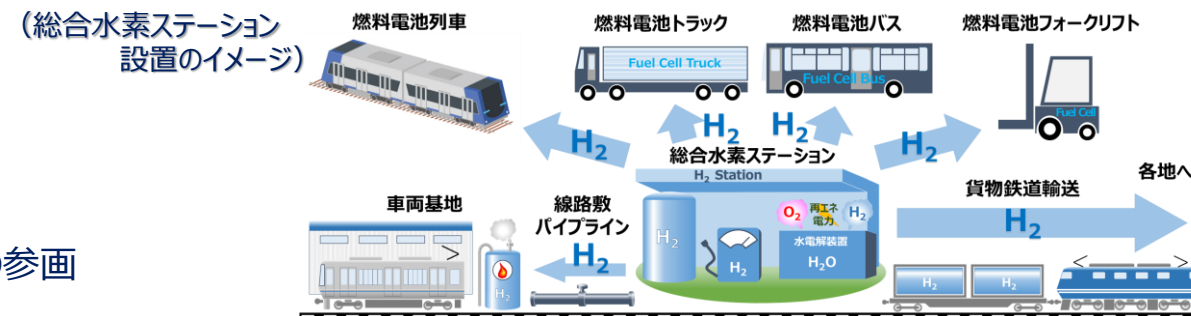 （総合水素ステーション
設置のイメージ）
燃料電池列車
燃料電池トラック
燃料電池バス
燃料電池フォークリフト
Fuel Cell Truck
Fuel Cell Bus
Fuel Cell
H2
H2
H2
H2
総合水素ステーション
H2 Station
各地へ
車両基地
線路敷
パイプライン
H2
貨物鉄道輸送
H2
O2
再エネ
電力
H2
水電解装置
H2O
H2
H2
H2
H2
H2
参画